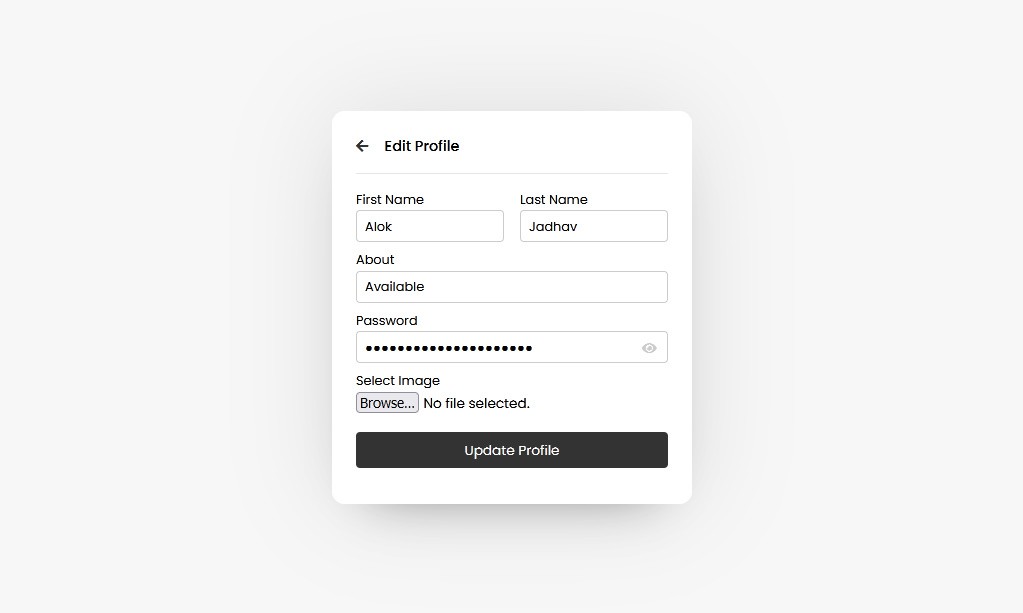 Edit Profile
First Name Last Name
Alok Jadhav
About
Available
Password
●●●●●●●●●●●●●●●●●●●●●
Select Image
Browse... No file selected.
Update Profile